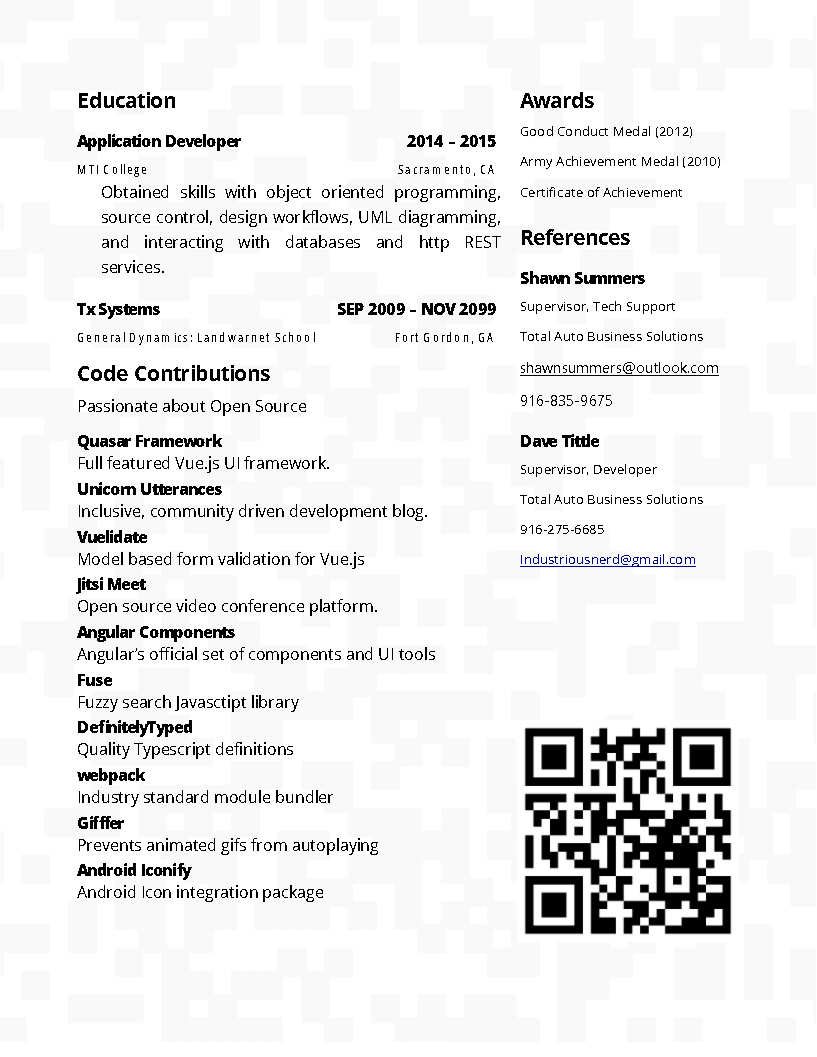 Education
Application Developer 2014 – 2015
MTI College Sacramento, CA
Obtained skills with object oriented programming,
source control, design workflows, UML diagramming,
and interacting with databases and http REST
services.
Tx Systems SEP 2009 – NOV 2099
General Dynamics: Landwarnet School Fort Gordon, GA
Code Contributions
Passionate about Open Source
Quasar Framework
Full featured Vue.js UI framework.
Unicorn Utterances
Inclusive, community driven development blog.
Vuelidate
Model based form validation for Vue.js
Jitsi Meet
Open source video conference platform.
Angular Components
Angular’s official set of components and UI tools
Fuse
Fuzzy search Javasctipt library
DefinitelyTyped
Quality Typescript definitions
webpack
Industry standard module bundler
Gifffer
Prevents animated gifs from autoplaying
Android Iconify
Android Icon integration package
Awards
Good Conduct Medal (2012)
Army Achievement Medal (2010)
Certificate of Achievement
References
Shawn Summers
Supervisor, Tech Support
Total Auto Business Solutions
shawnsummers@outlook.com
916-835-9675
Dave Tittle
Supervisor, Developer
Total Auto Business Solutions
916-275-6685
Industriousnerd@gmail.com